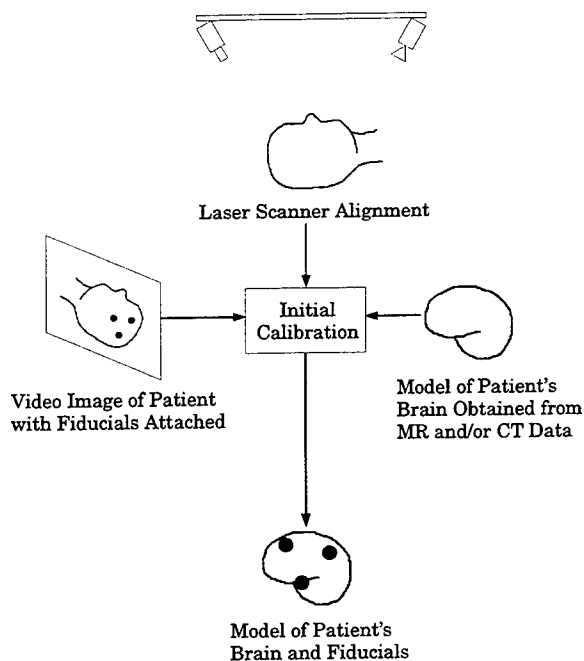 Laser Scanner Alignment
Initial
Calibration
Video Image of Patient
with Fiducials Attached
Model of Patient's
Brain Obtained from
MR and/or CT Data
Model of Patient's
Brain and Fiducials